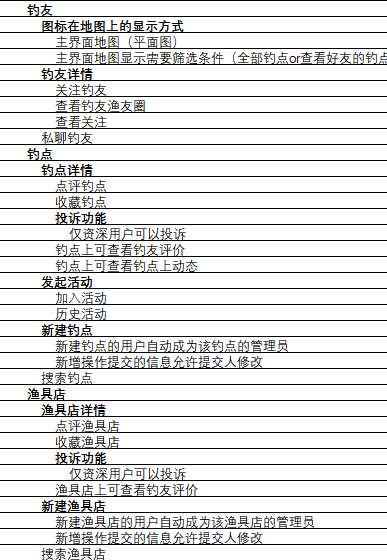 钓友
图标在地图上的显示方式
主界面地图（平面图）
主界面地图显示需要筛选条件（全部钓点or查看好友的钓点
钓友详情
关注钓友
查看钓友渔友圈
查看关注
私聊钓友
钓点
钓点详情
点评钓点
收藏钓点
投诉功能
仅资深用户可以投诉
钓点上可查看钓友评价
钓点上可查看钓点上动态
发起活动
加入活动
历史活动
新建钓点
新建钓点的用户自动成为该钓点的管理员
新增操作提交的信息允许提交人修改
搜索钓点
渔具店
渔具店详情
点评渔具店
收藏渔具店
投诉功能
仅资深用户可以投诉
渔具店上可查看钓友评价
新建渔具店
新建渔具店的用户自动成为该渔具店的管理员
新增操作提交的信息允许提交人修改
搜索渔具店